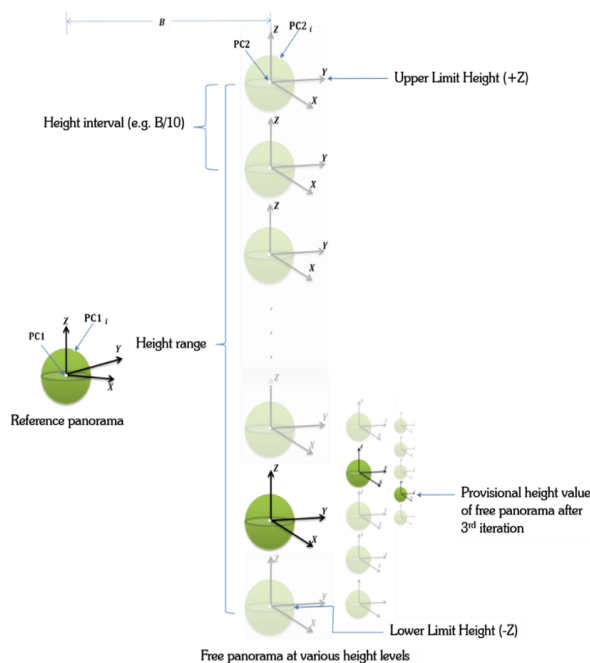 B
Z
PC2 i
PC2
Y
Upper Limit Height (+Z)
X
Height interval (e.g. B/10)
Z
Y
X
Z
Y
X
Z
PC1 i
PC1
Y
X
Height range
Reference panorama
Z
Y
X
Z
Y
X
Provisional height value
of free panorama after
3rd iteration
Z
Y
X
Lower Limit Height (-Z)
Free panorama at various height levels